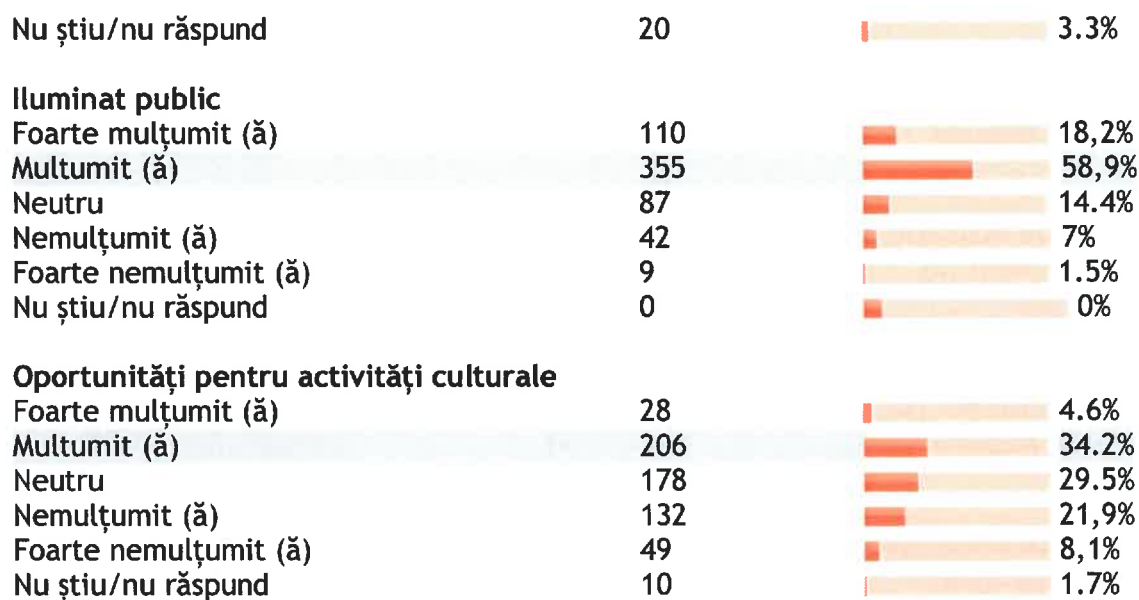 Nu știu/nu răspund 20 3.3%
Iluminat public
Foarte mulțumit (ă) 110 18,2%
Multumit (ă) 355 58,9%
Neutru 87 14.4%
Nemulțumit (ă) 42 7%
Foarte nemulțumit (ă) 9 1.5%
Nu știu/nu răspund 0 0%
Oportunități pentru activități culturale
Foarte mulțumit (ă) 28 4.6%
Multumit (ă) 206 34.2%
Neutru 178 29.5%
Nemulțumit (ă) 132 21,9%
Foarte nemulțumit (ă) 49 8,1%
Nu știu/nu răspund 10 1.7%